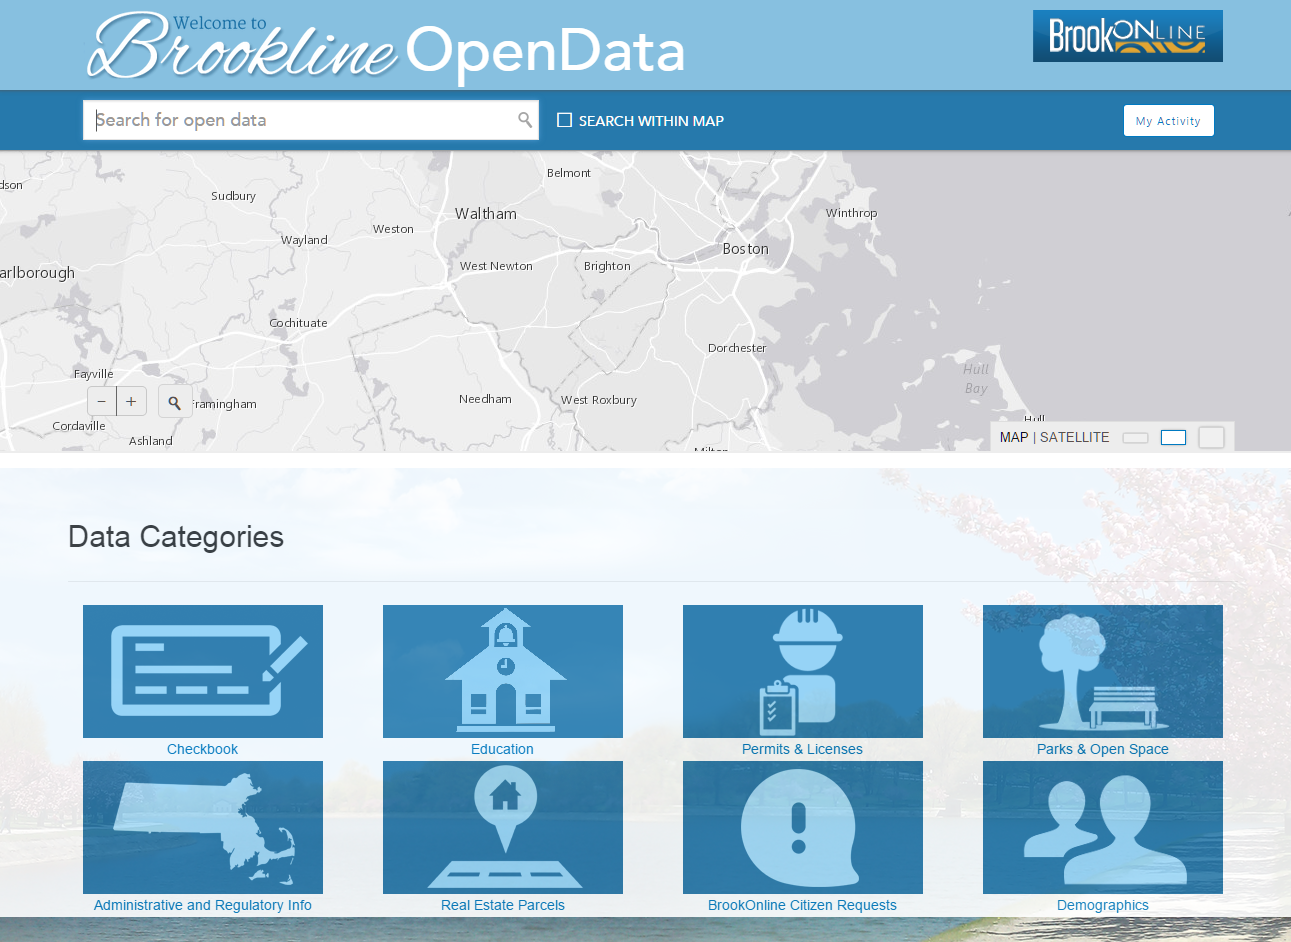 Welcome to
Brookline OpenData
BrookONLINE
Search for open data
SEARCH WITHIN MAP
My Activity
Belmont
dson
Sudbury
Waltham
Winthrop
Weston
Wayland
Boston
West Newton
Brighton
arlborough
Cochituate
Dorchester
Hull
Bay
Fayville
− +
Framingham
Needham
West Roxbury
Hull
Cordaville
Ashland
MAP | SATELLITE
Milton
Data Categories
Checkbook
Education
Permits & Licenses
Parks & Open Space
Administrative and Regulatory Info
Real Estate Parcels
BrookOnline Citizen Requests
Demographics